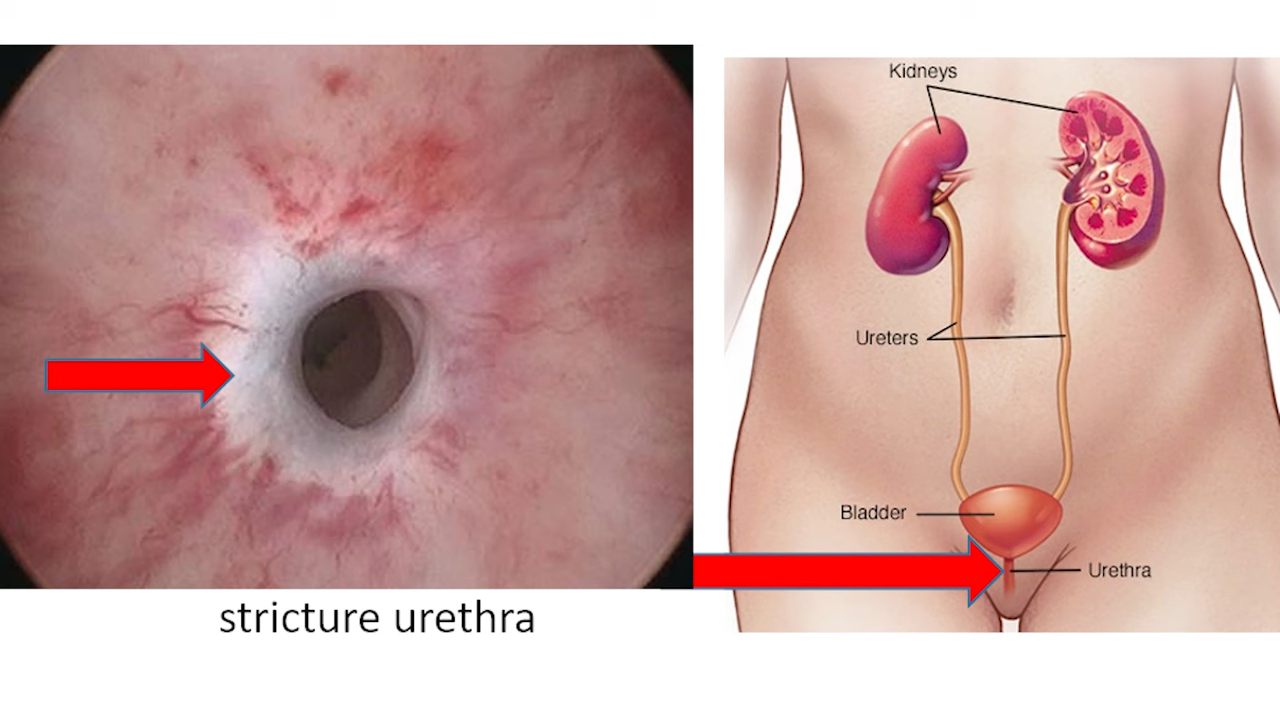 stricture urethra
Kidneys
Ureters
Bladder
Urethra